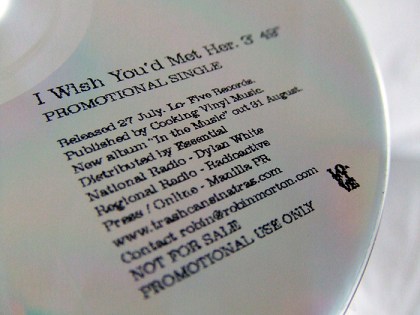 I Wish You'd Met Her. 3' 49"
PROMOTIONAL SINGLE
Released 27 July. Lo-Five Records.
Published by Cooking Vinyl Music.
New album "In the Music" out 31 August.
Distributed by Essential
National Radio - Dylan White
Regional Radio - Radioactive
Press / Online - Manilla PR
www.trashcansinatras.com
Contact robin@robinmorton.com
NOT FOR SALE
PROMOTIONAL USE ONLY